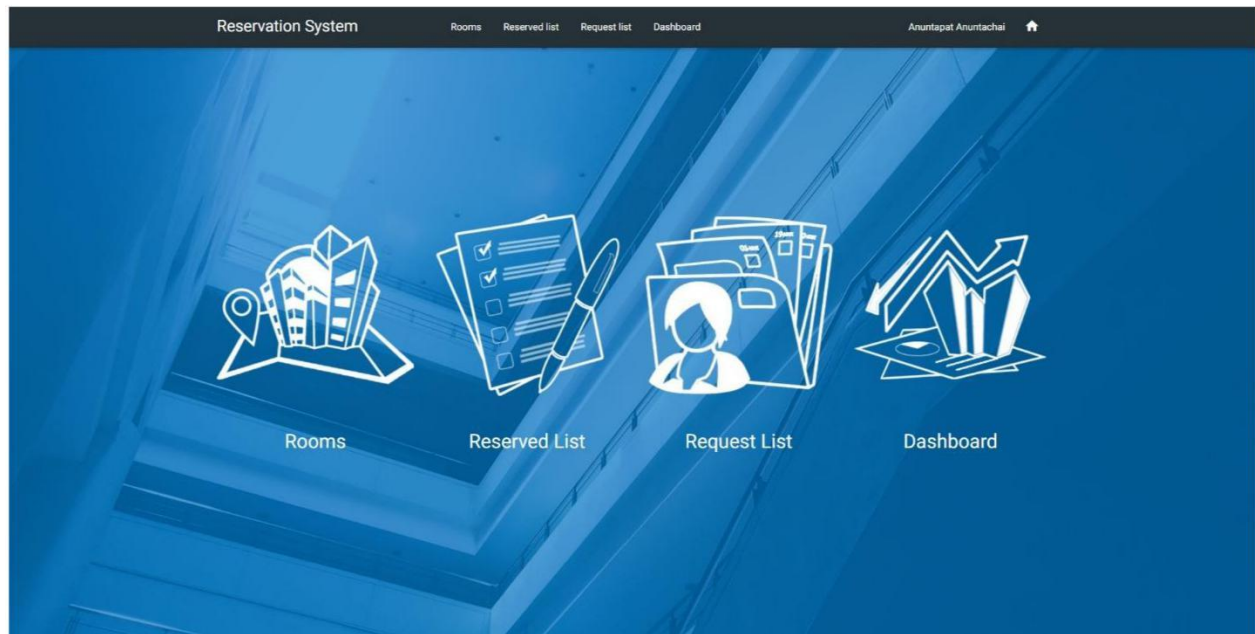 Reservation System Rooms Reserved list Request list Dashboard Anuntapat Anuntachai
Rooms Reserved List Request List Dashboard